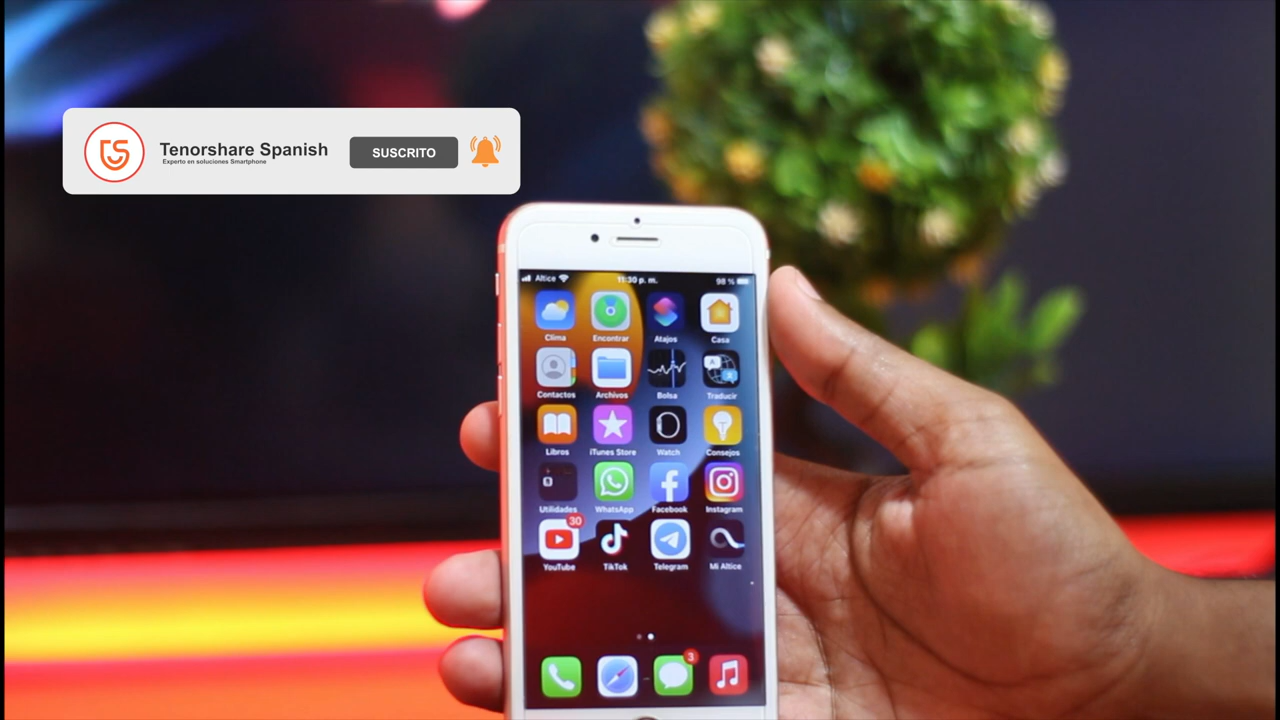 Tenorshare Spanish
Experto en soluciones Smartphone
SUSCRITO
Altice 11:30 p. m. 98 %
Clima Encontrar Atajos Casa
Contactos Archivos Bolsa Traducir
Libros iTunes Store Watch Consejos
Utilidades WhatsApp Facebook Instagram
30
YouTube TikTok Telegram Mi Altice
3